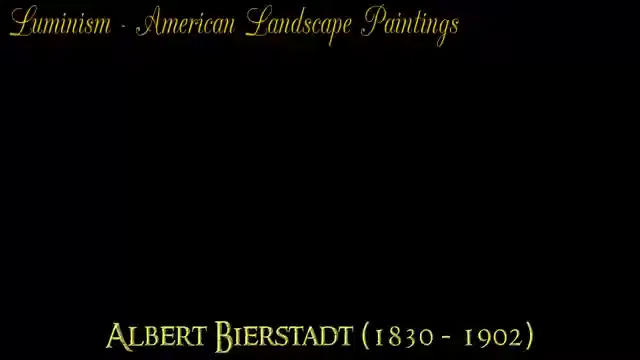 Luminism - American Landscape Paintings
Albert Bierstadt (1830 - 1902)